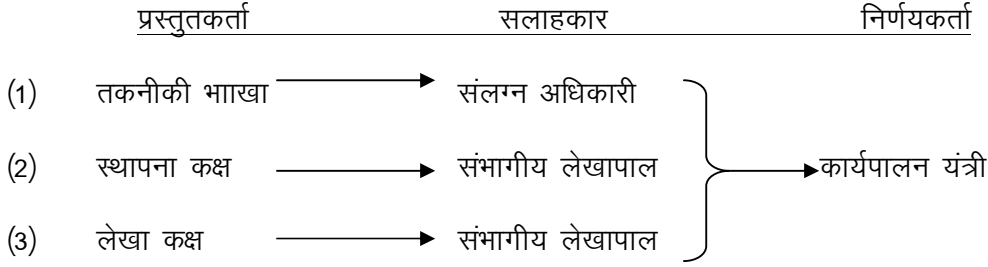 प्रस्तुतकर्ता सलाहकार निर्णयकर्ता
(1) तकनीकी भााखा संलग्न अधिकारी
(2) स्थापना कक्ष संभागीय लेखापाल कार्यपालन यंत्री
(3) लेखा कक्ष संभागीय लेखापाल